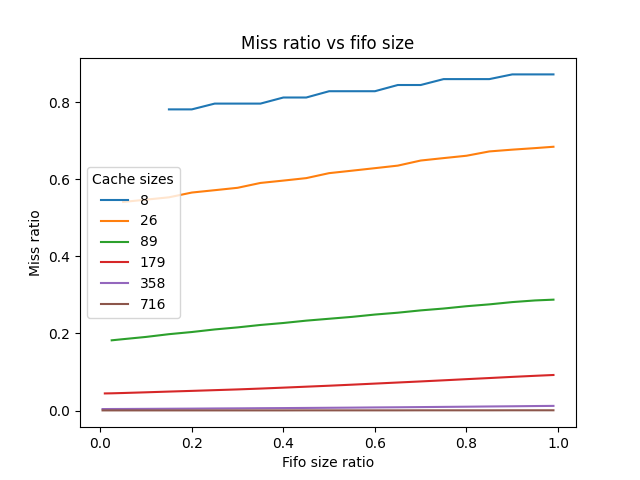 Miss ratio vs fifo size
Miss ratio
0.8
0.6
0.4
0.2
0.0
Cache sizes
8
26
89
179
358
716
0.0 0.2 0.4 0.6 0.8 1.0
Fifo size ratio